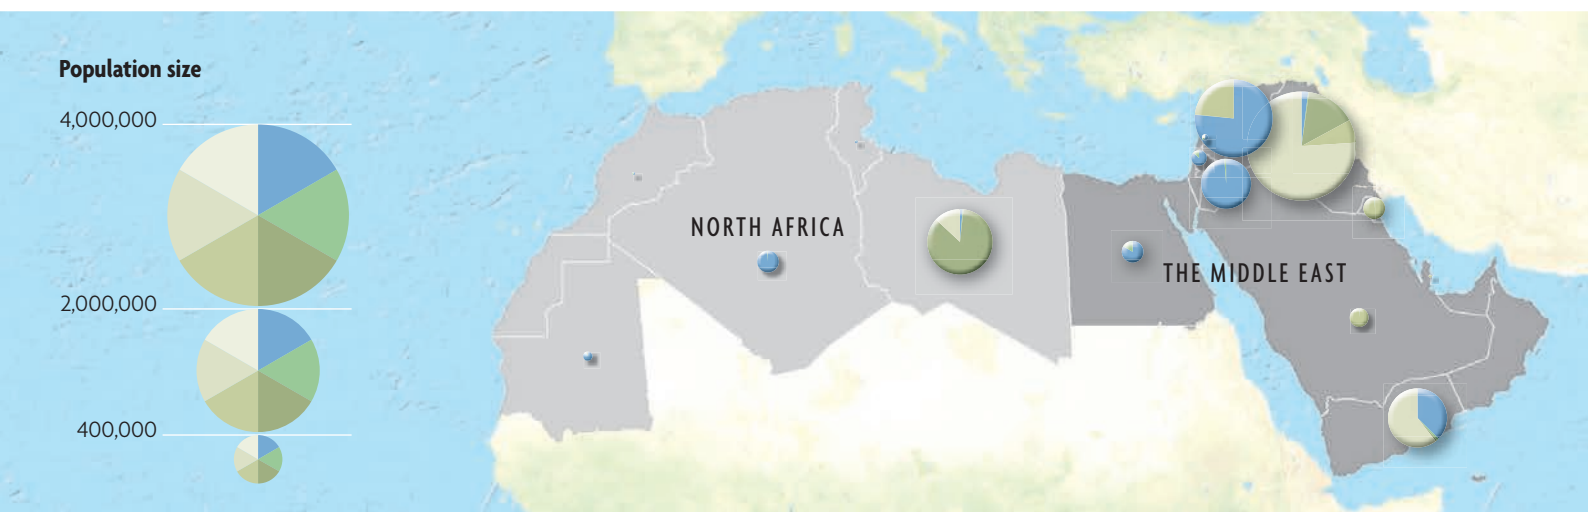 Population size
4,000,000
2,000,000
400,000
NORTH AFRICA
THE MIDDLE EAST